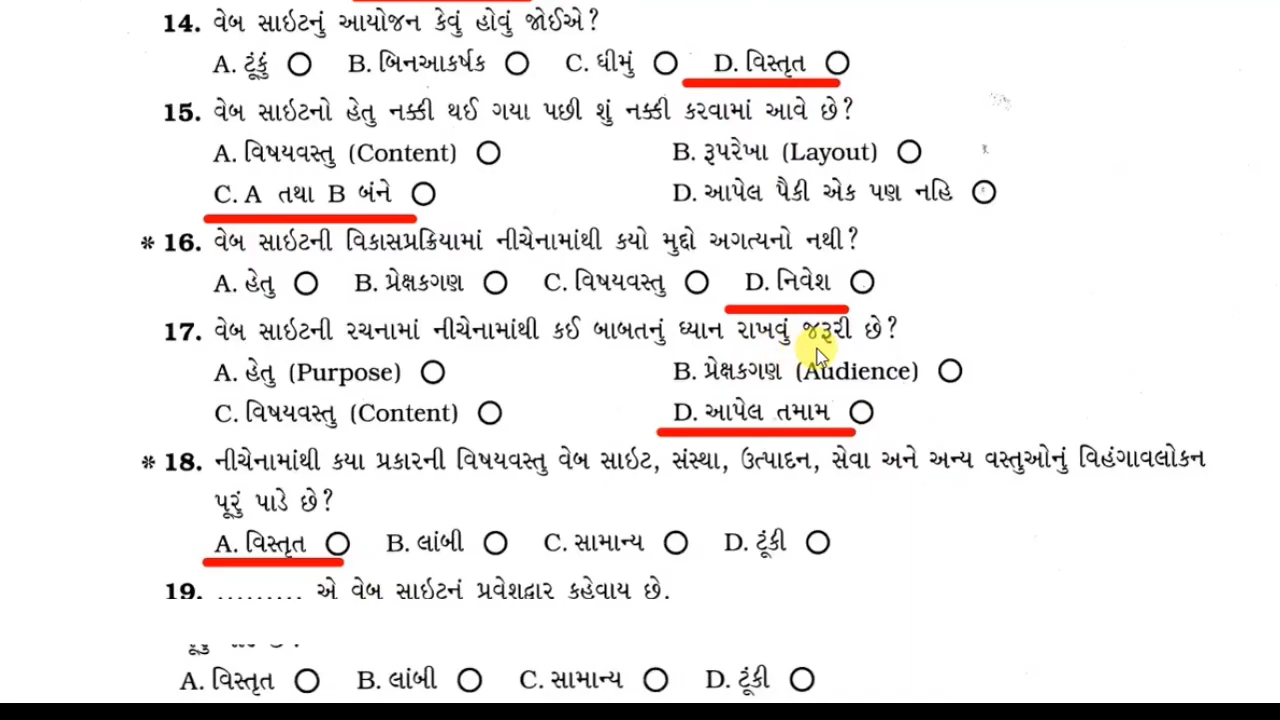 14. વેબ સાઇટનું આયોજન કેવું હોવું જોઈએ?
A. ટૂંકું B. બિનઆકર્ષક C. ધીમું D. વિસ્તૃત
15. વેબ સાઇટનો હેતુ નક્કી થઈ ગયા પછી શું નક્કી કરવામાં આવે છે?
A. વિષયવસ્તુ (Content) B. રૂપરેખા (Layout)
C. A તથા B બંને D. આપેલ પૈકી એક પણ નહિ
* 16. વેબ સાઇટની વિકાસપ્રક્રિયામાં નીચેનામાંથી કયો મુદ્દો અગત્યનો નથી?
A. હેતુ B. પ્રેક્ષકગણ C. વિષયવસ્તુ D. નિવેશ
17. વેબ સાઇટની રચનામાં નીચેનામાંથી કઈ બાબતનું ધ્યાન રાખવું જરૂરી છે?
A. હેતુ (Purpose) B. પ્રેક્ષકગણ (Audience)
C. વિષયવસ્તુ (Content) D. આપેલ તમામ
* 18. નીચેનામાંથી કયા પ્રકારની વિષયવસ્તુ વેબ સાઇટ, સંસ્થા, ઉત્પાદન, સેવા અને અન્ય વસ્તુઓનું વિહંગાવલોકન
પૂરું પાડે છે?
A. વિસ્તૃત B. લાંબી C. સામાન્ય D. ટૂંકી
19. ......... એ વેબ સાઇટનું પ્રવેશદ્વાર કહેવાય છે.
A. વિસ્તૃત B. લાંબી C. સામાન્ય D. ટૂંકી